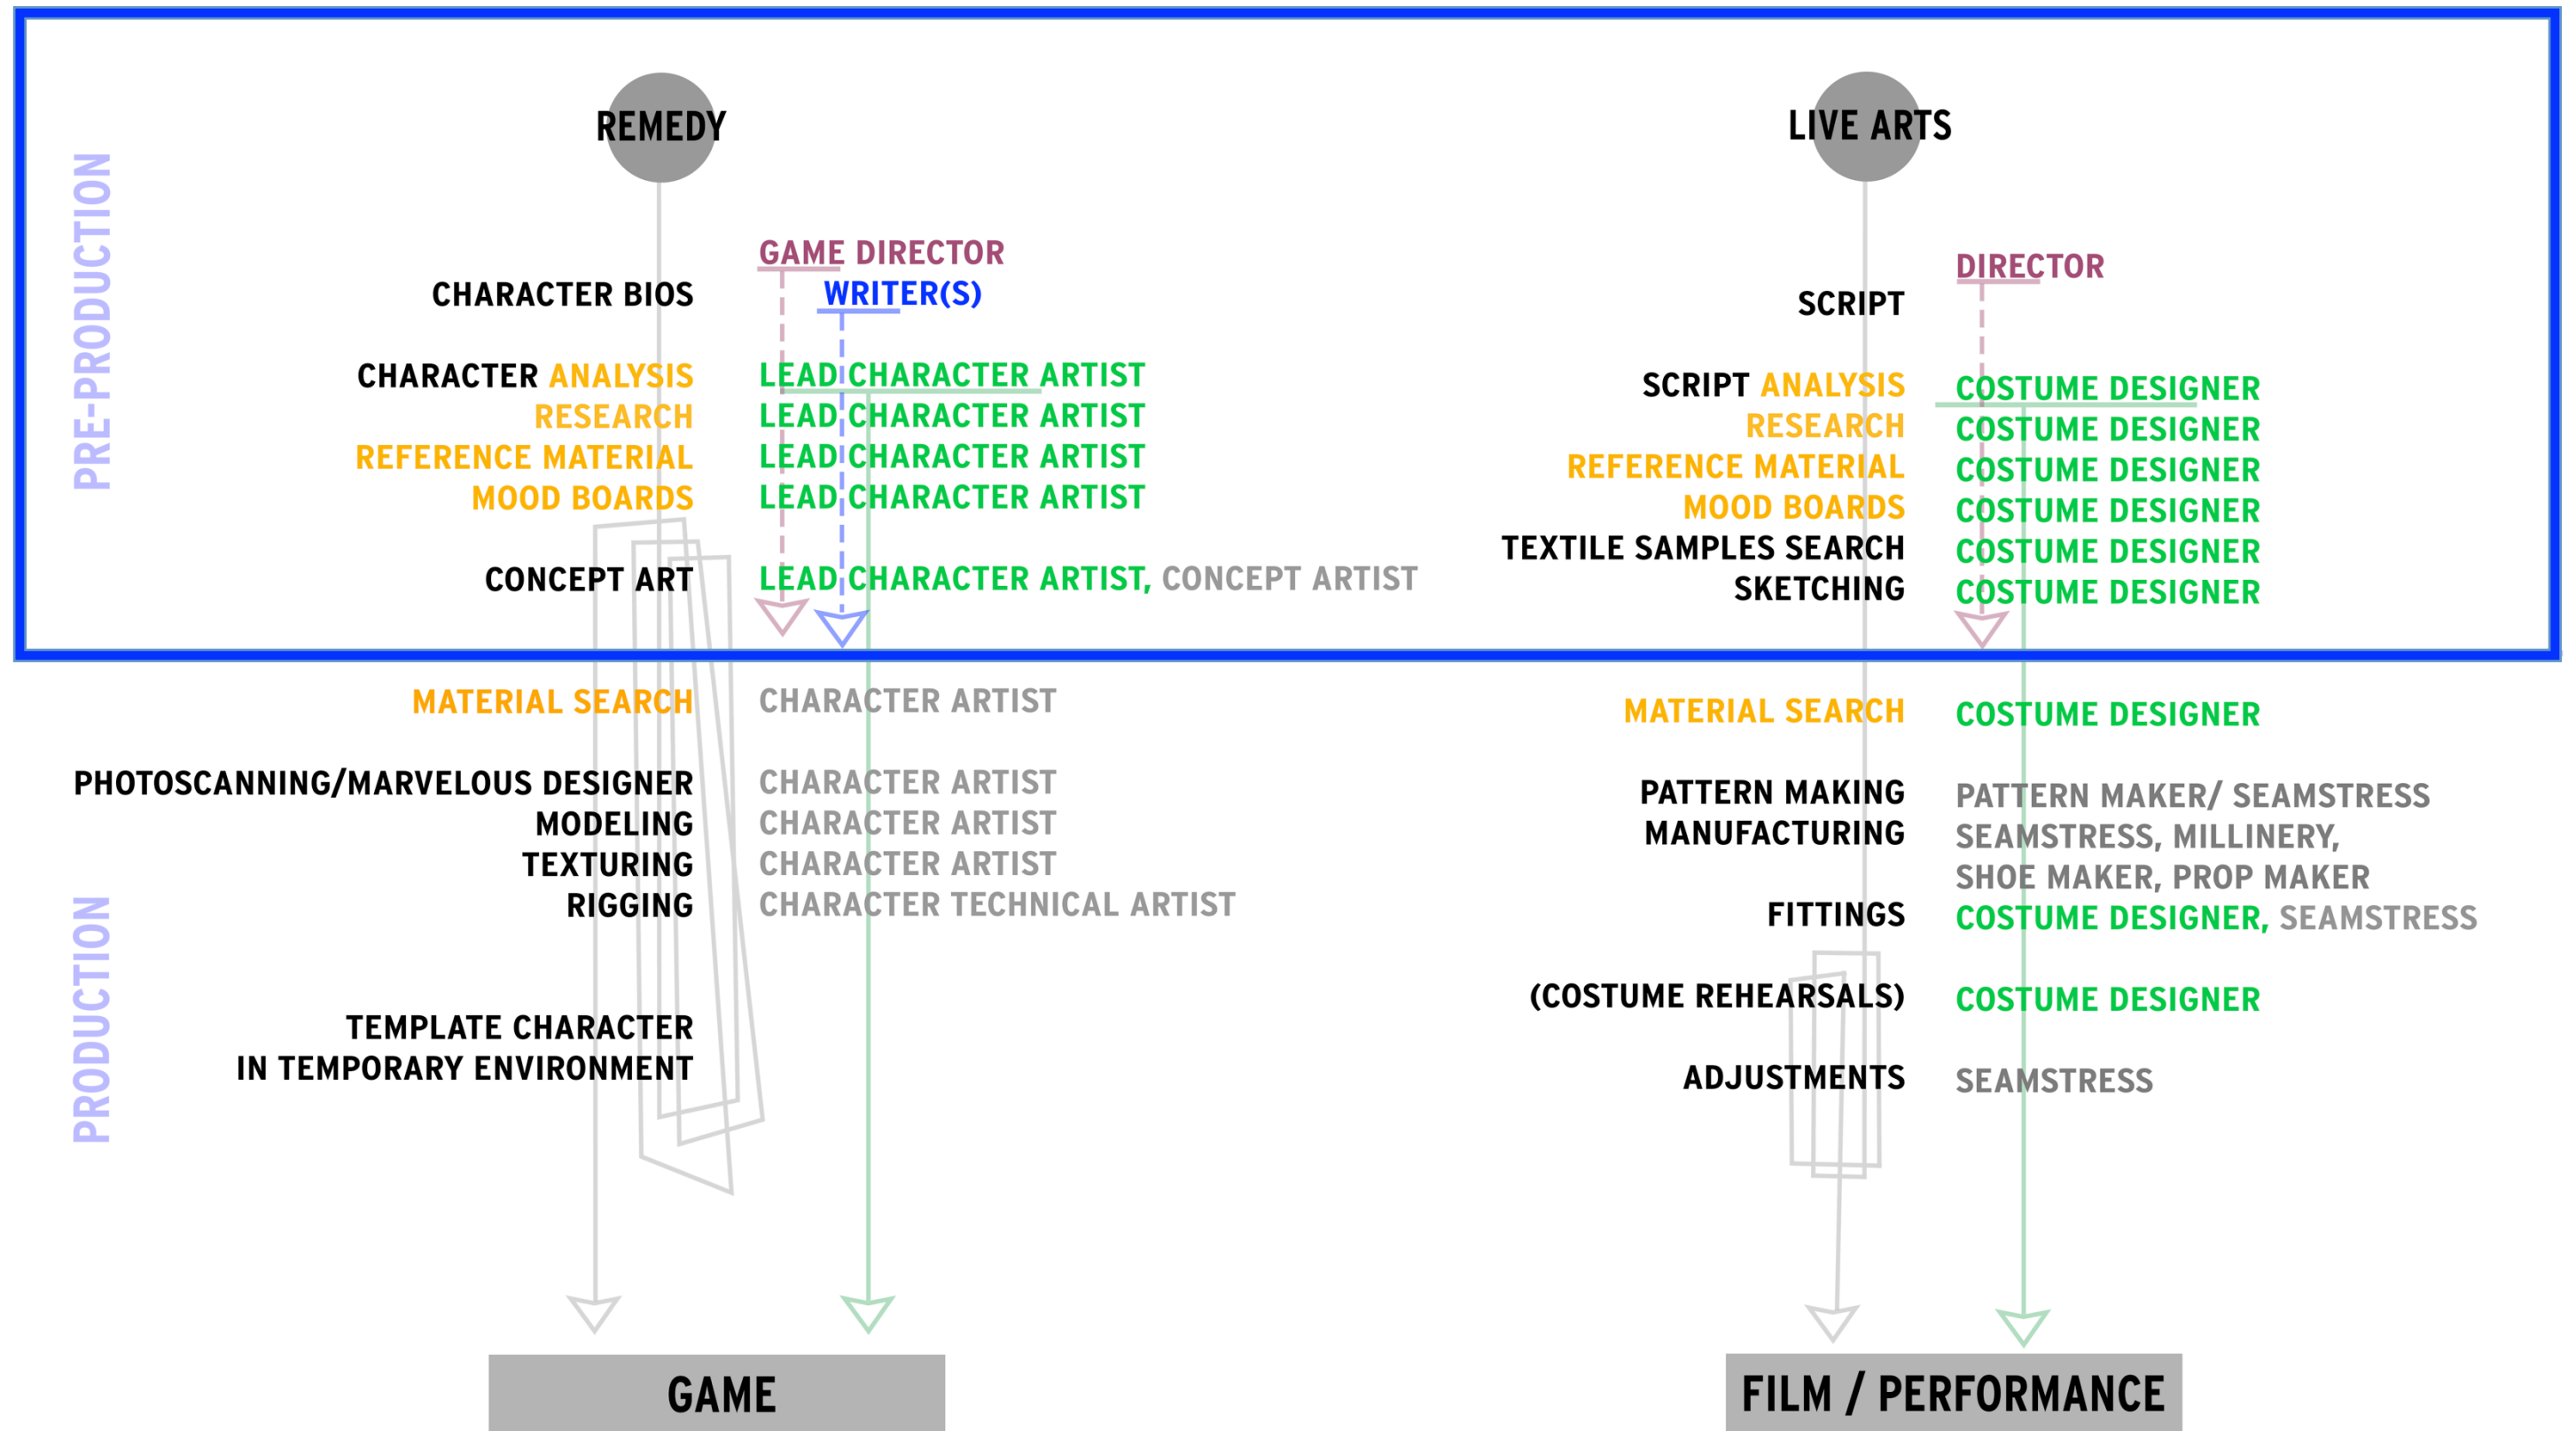 PRE-PRODUCTION
REMEDY
GAME DIRECTOR
CHARACTER BIOS
WRITER(S)
CHARACTER ANALYSIS
LEAD CHARACTER ARTIST
RESEARCH
LEAD CHARACTER ARTIST
REFERENCE MATERIAL
LEAD CHARACTER ARTIST
MOOD BOARDS
LEAD CHARACTER ARTIST
CONCEPT ART
LEAD CHARACTER ARTIST, CONCEPT ARTIST
LIVE ARTS
DIRECTOR
SCRIPT
SCRIPT ANALYSIS
COSTUME DESIGNER
RESEARCH
COSTUME DESIGNER
REFERENCE MATERIAL
COSTUME DESIGNER
MOOD BOARDS
COSTUME DESIGNER
TEXTILE SAMPLES SEARCH
COSTUME DESIGNER
SKETCHING
COSTUME DESIGNER
PRODUCTION
MATERIAL SEARCH
CHARACTER ARTIST
PHOTOSCANNING/MARVELOUS DESIGNER
CHARACTER ARTIST
MODELING
CHARACTER ARTIST
TEXTURING
CHARACTER ARTIST
RIGGING
CHARACTER TECHNICAL ARTIST
TEMPLATE CHARACTER
IN TEMPORARY ENVIRONMENT
GAME
MATERIAL SEARCH
COSTUME DESIGNER
PATTERN MAKING
PATTERN MAKER/ SEAMSTRESS
MANUFACTURING
SEAMSTRESS, MILLINERY,
SHOE MAKER, PROP MAKER
FITTINGS
COSTUME DESIGNER, SEAMSTRESS
(COSTUME REHEARSALS)
COSTUME DESIGNER
ADJUSTMENTS
SEAMSTRESS
FILM / PERFORMANCE